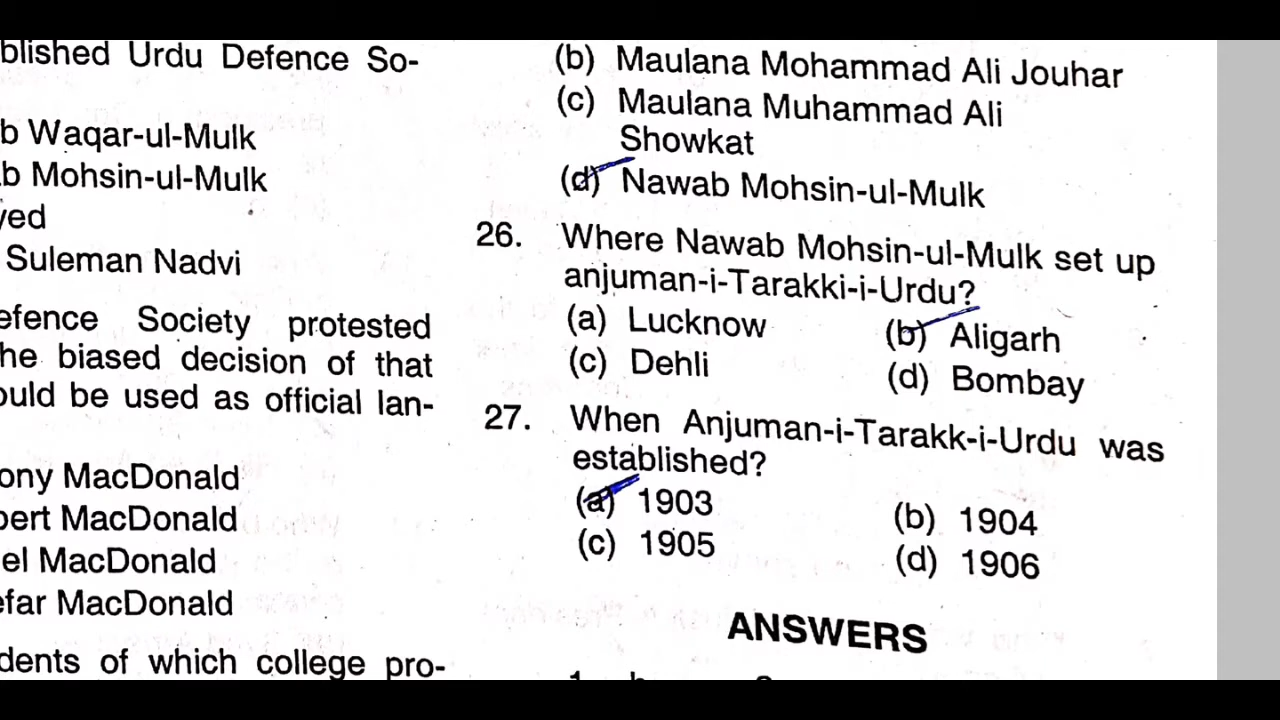 blished Urdu Defence So-
b Waqar-ul-Mulk
b Mohsin-ul-Mulk
yed
Suleman Nadvi
efence Society protested
he biased decision of that
ould be used as official lan-
ony MacDonald
bert MacDonald
el MacDonald
efar MacDonald
dents of which college pro-
(b) Maulana Mohammad Ali Jouhar
(c) Maulana Muhammad Ali
Showkat
(d) Nawab Mohsin-ul-Mulk
26. Where Nawab Mohsin-ul-Mulk set up
anjuman-i-Tarakki-i-Urdu?
(a) Lucknow (b) Aligarh
(c) Dehli (d) Bombay
27. When Anjuman-i-Tarakk-i-Urdu was
established?
(a) 1903 (b) 1904
(c) 1905 (d) 1906
ANSWERS